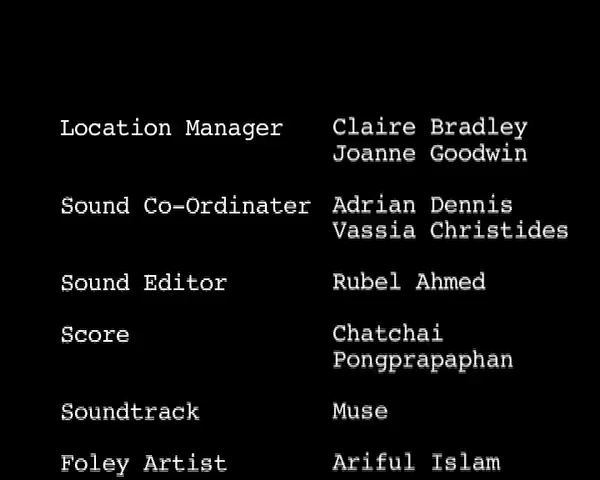 Location Manager Claire Bradley
Joanne Goodwin
Sound Co-Ordinater Adrian Dennis
Vassia Christides
Sound Editor Rubel Ahmed
Score Chatchai
Pongprapaphan
Soundtrack Muse
Foley Artist Ariful Islam